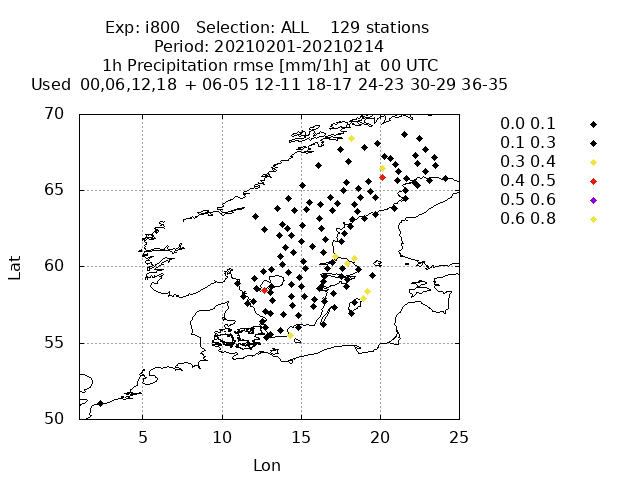 Exp: i800 Selection: ALL 129 stations
Period: 20210201-20210214
1h Precipitation rmse [mm/1h] at 00 UTC
Used 00,06,12,18 + 06-05 12-11 18-17 24-23 30-29 36-35
70
65
60
55
50
Lat
5 10 15 20 25
Lon
0.0 0.1
0.1 0.3
0.3 0.4
0.4 0.5
0.5 0.6
0.6 0.8